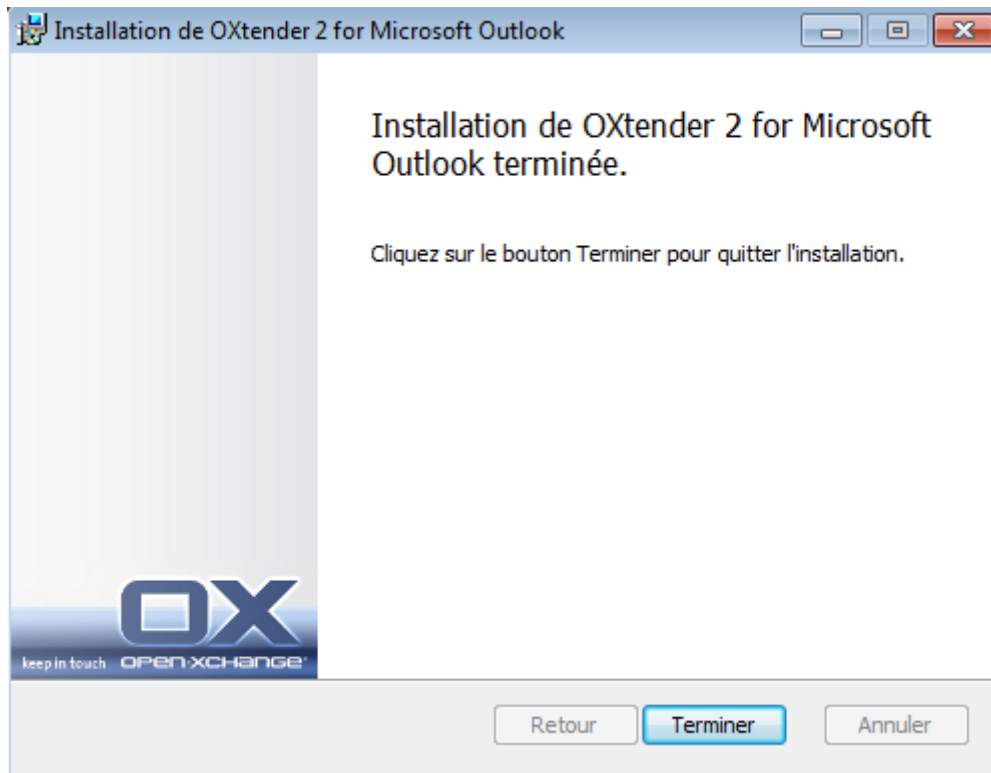 Installation de OXtender 2 for Microsoft Outlook
Installation de OXtender 2 for Microsoft
Outlook terminée.
Cliquez sur le bouton Terminer pour quitter l'installation.
OX
keep in touch OPEN-XCHANGE
Retour Terminer Annuler